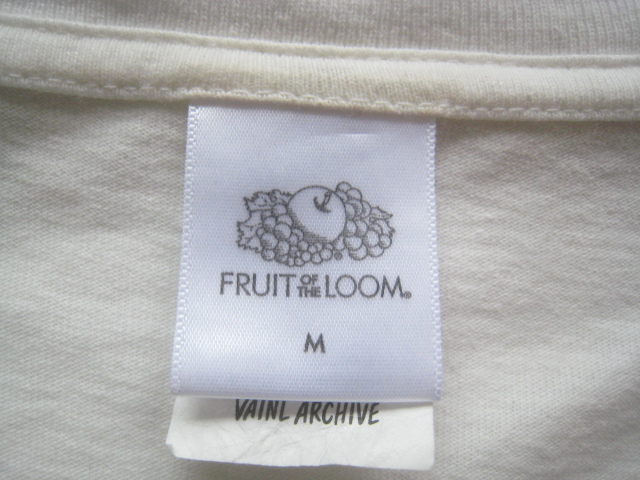 FRUIT OF THE LOOM®
M
VAINL ARCHIVE